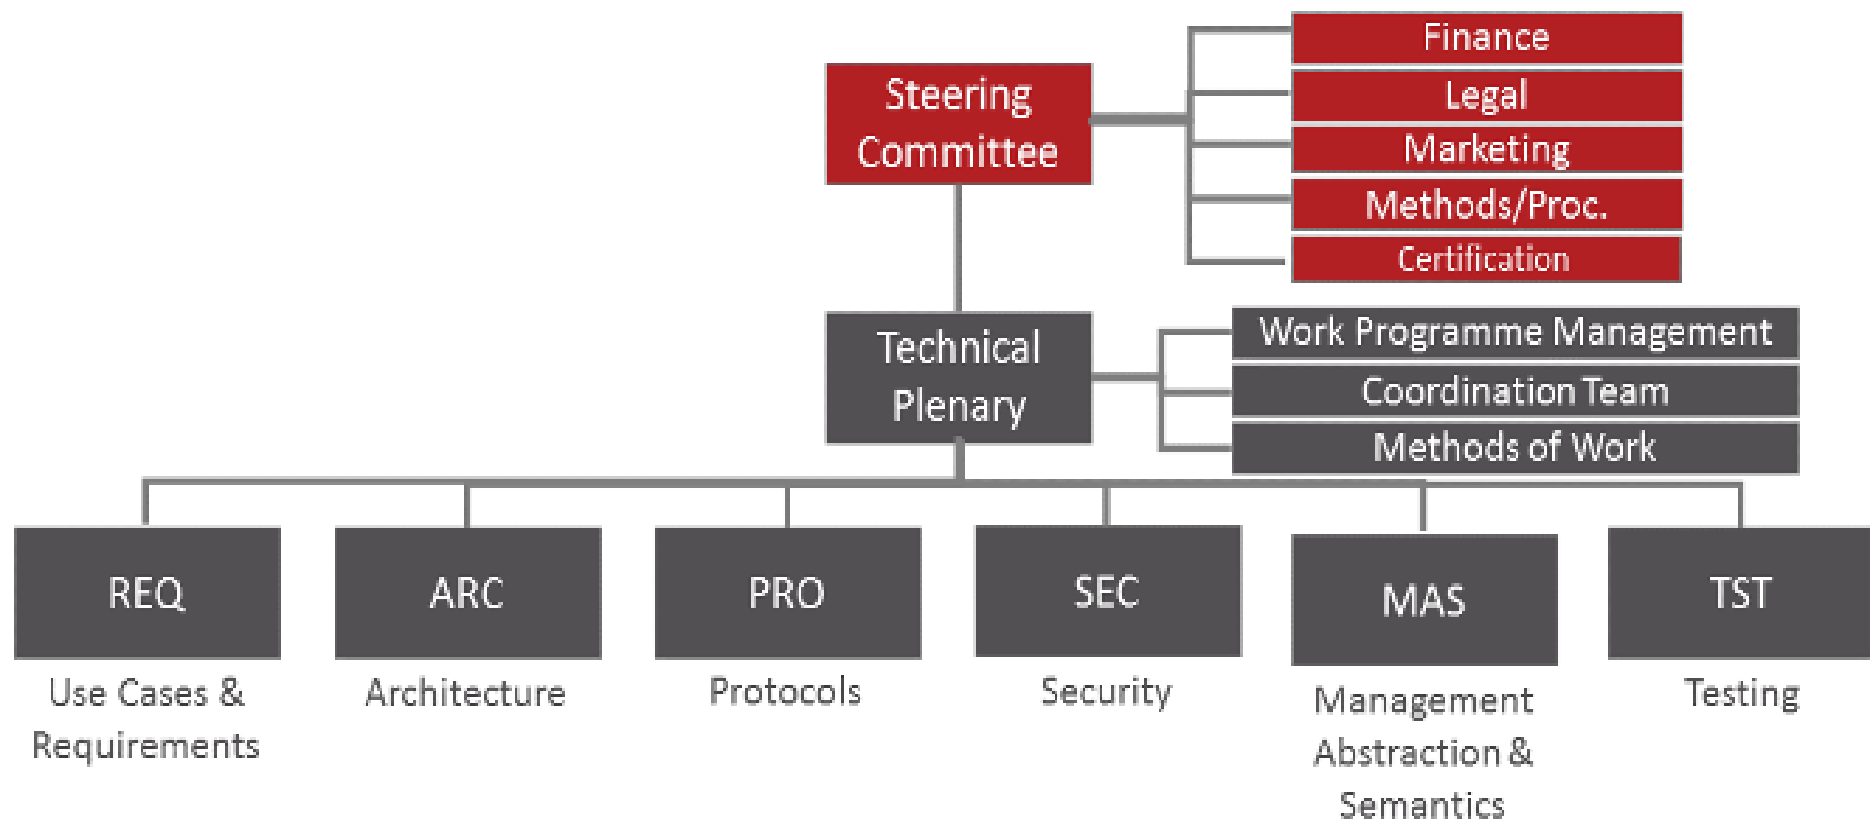 Finance
Steering
Committee
Legal
Marketing
Methods/Proc.
Certification
Technical
Plenary
Work Programme Management
Coordination Team
Methods of Work
REQ
ARC
PRO
SEC
MAS
TST
Use Cases &
Requirements
Architecture
Protocols
Security
Management
Abstraction &
Semantics
Testing